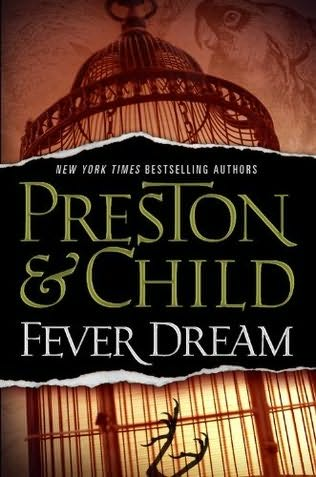 NEW YORK TIMES BESTSELLING AUTHORS
PRESTON
& CHILD
FEVER DREAM